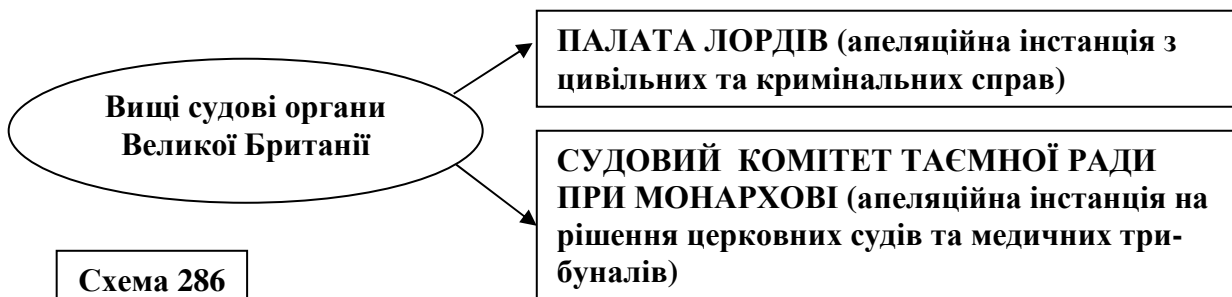 Вищі судові органи
Великої Британії
ПАЛАТА ЛОРДІВ (апеляційна інстанція з
цивільних та кримінальних справ)
СУДОВИЙ КОМІТЕТ ТАЄМНОЇ РАДИ
ПРИ МОНАРХОВІ (апеляційна інстанція на
рішення церковних судів та медичних три-
буналів)
Схема 286